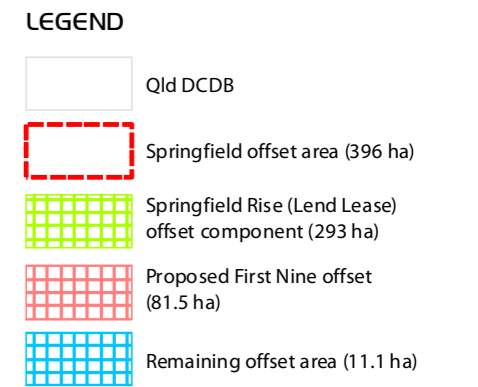 LEGEND
Qld DCDB
Springfield offset area (396 ha)
Springfield Rise (Lend Lease)
offset component (293 ha)
Proposed First Nine offset
(81.5 ha)
Remaining offset area (11.1 ha)